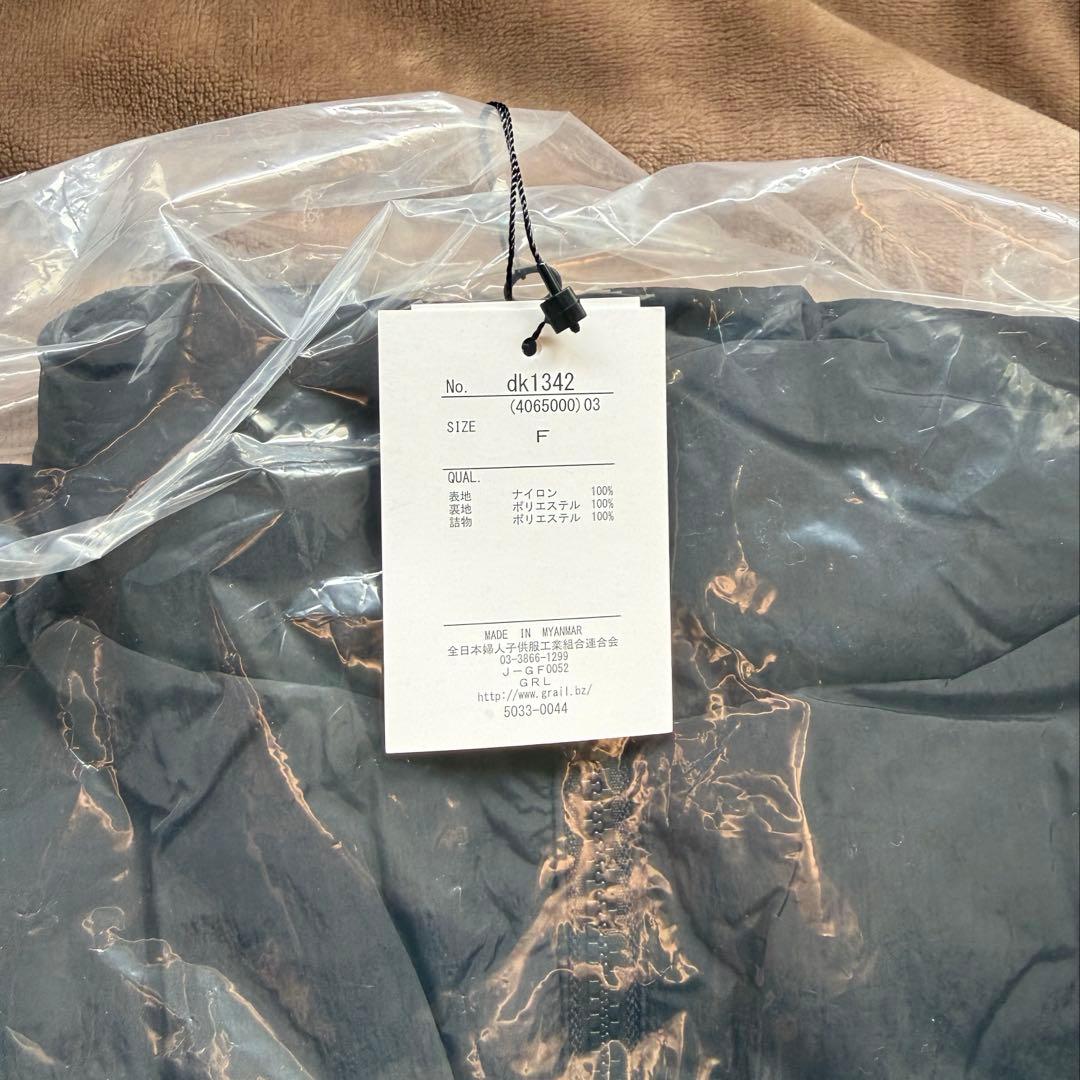 No. dk1342
(4065000)03
SIZE
F
QUAL.
表地 ナイロン 100%
裏地 ポリエステル 100%
詰物 ポリエステル 100%
MADE IN MYANMAR
全日本婦人子供服工業組合連合会
03-3866-1299
J-GF0052
GRL
http://www.grail.bz/
5033-0044